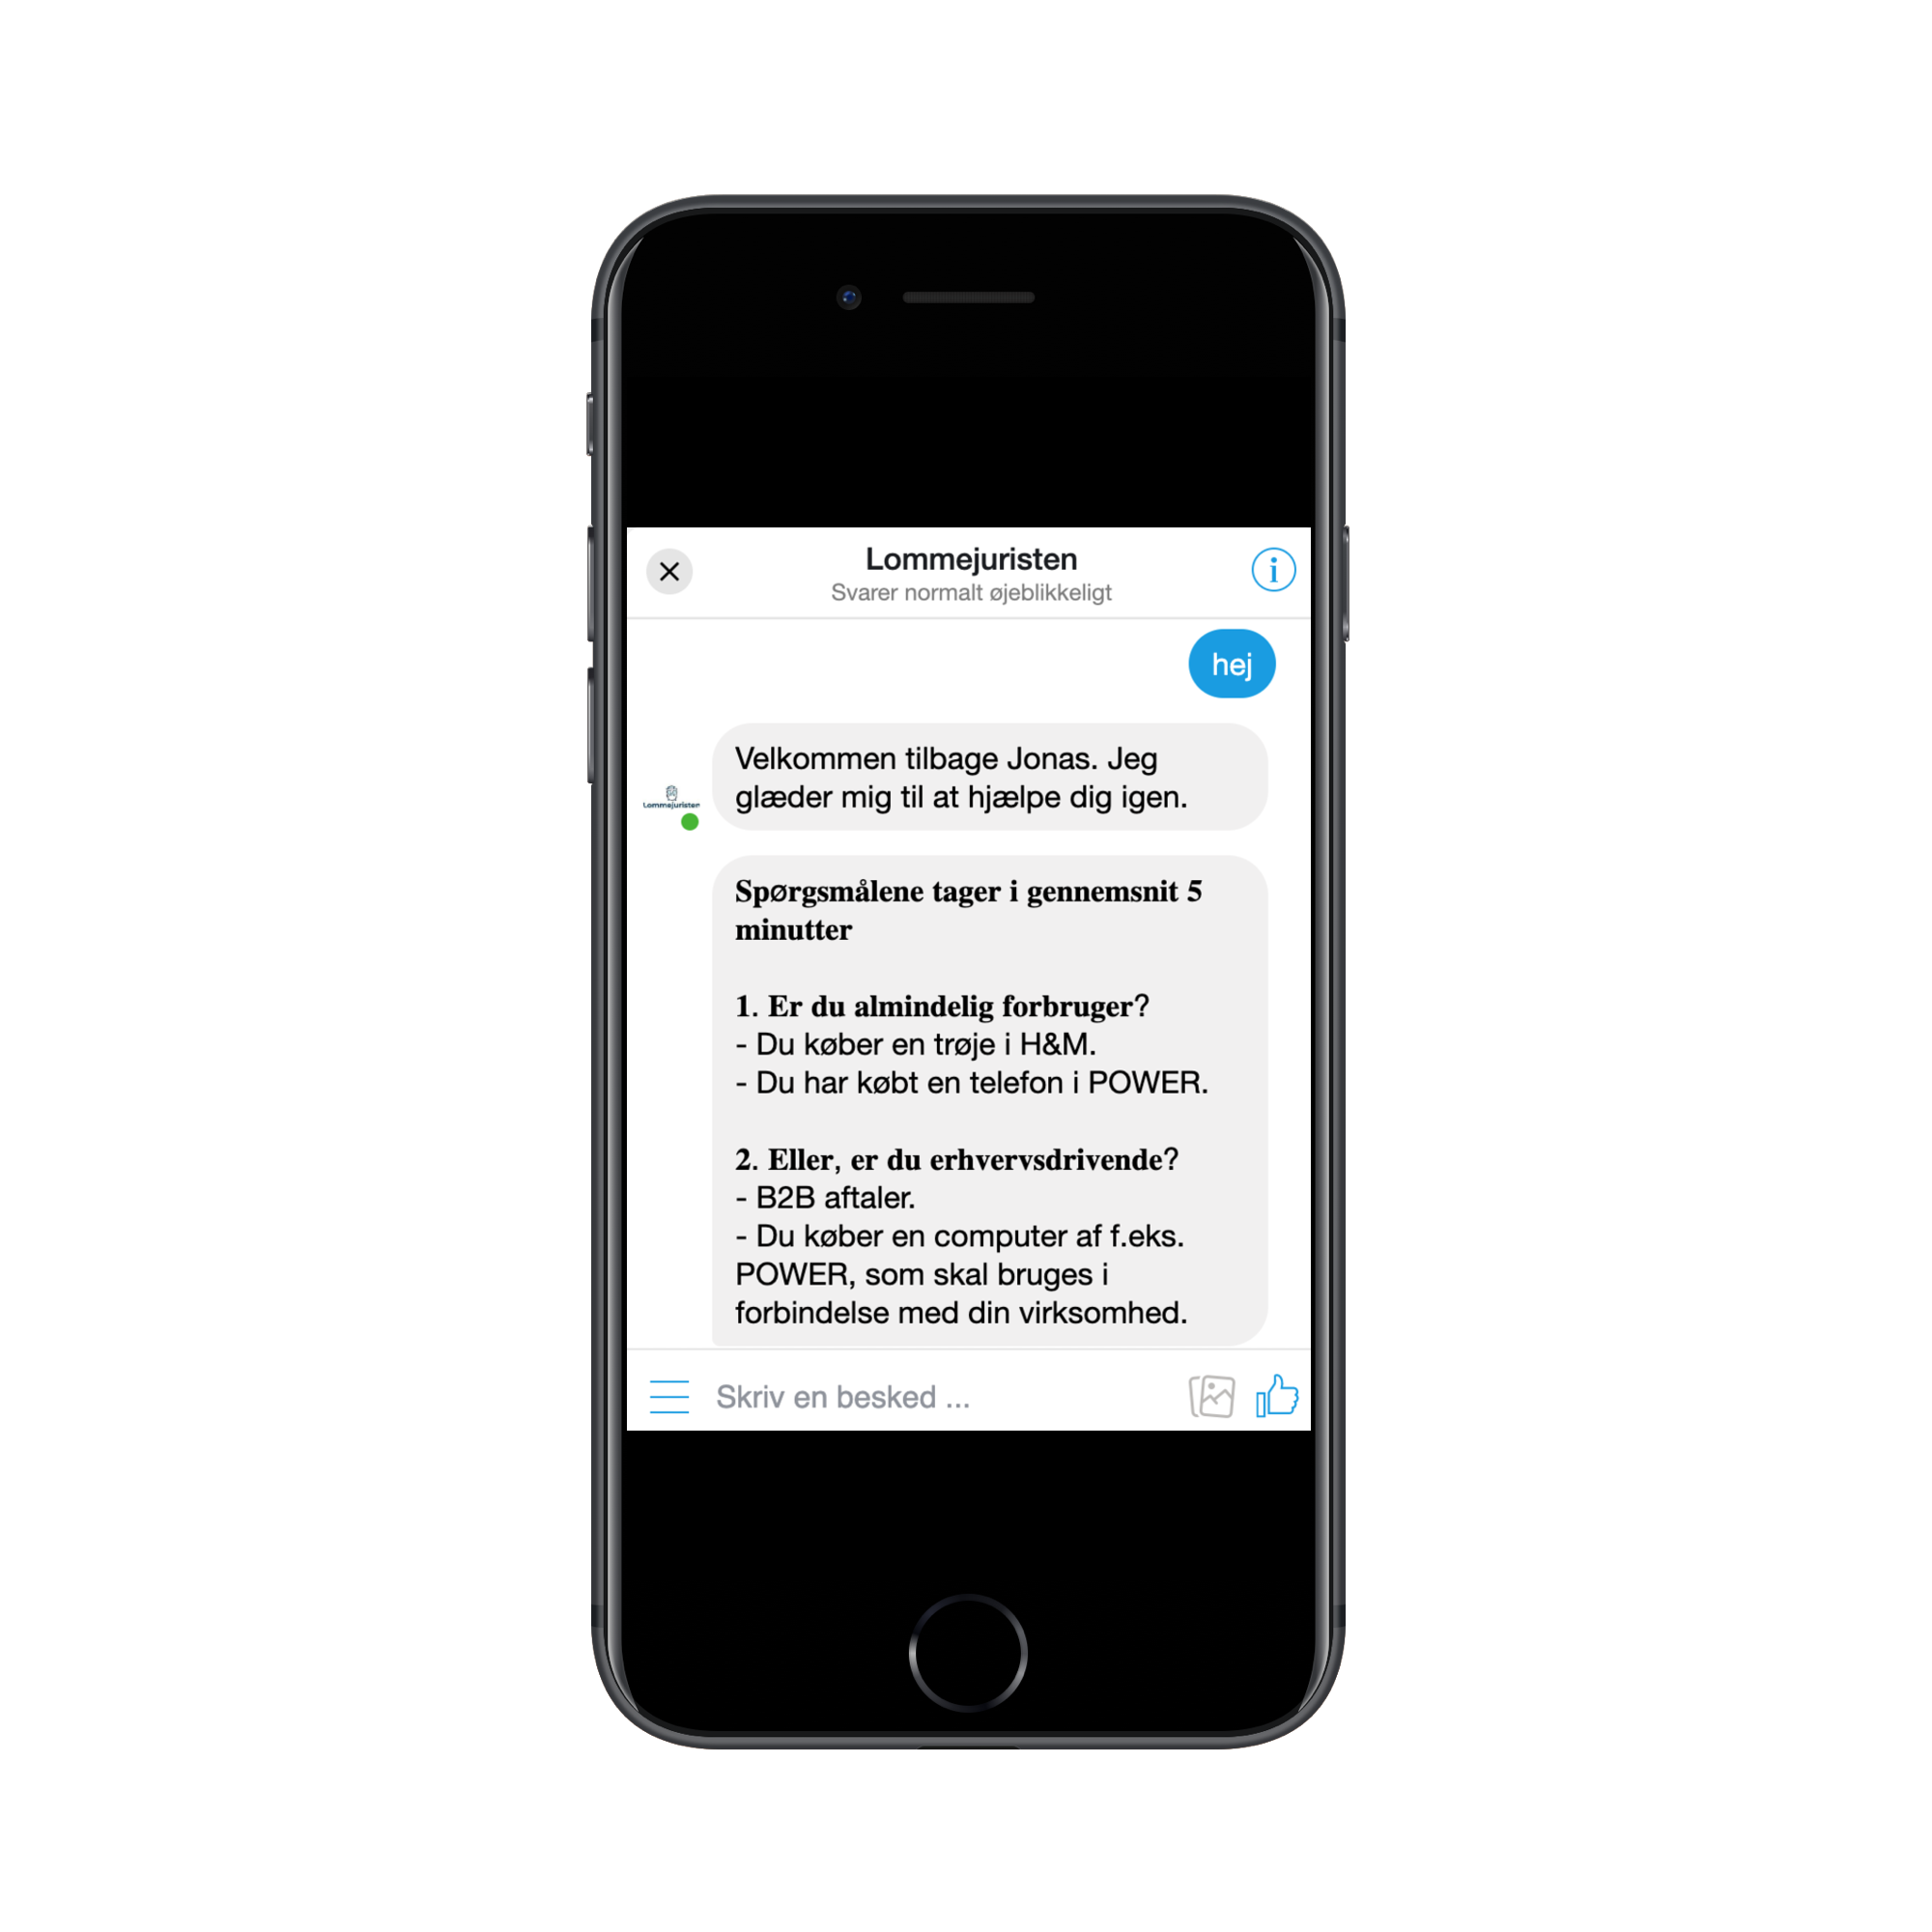 Lommejuristen
Svarer normalt øjeblikkeligt
i
hej
Velkommen tilbage Jonas. Jeg
glæder mig til at hjælpe dig igen.
Lommejuristen
Spørgsmålene tager i gennemsnit 5
minutter
1. Er du almindelig forbruger?
- Du køber en trøje i H&M.
- Du har købt en telefon i POWER.
2. Eller, er du erhvervsdrivende?
- B2B aftaler.
- Du køber en computer af f.eks.
POWER, som skal bruges i
forbindelse med din virksomhed.
Skriv en besked ...